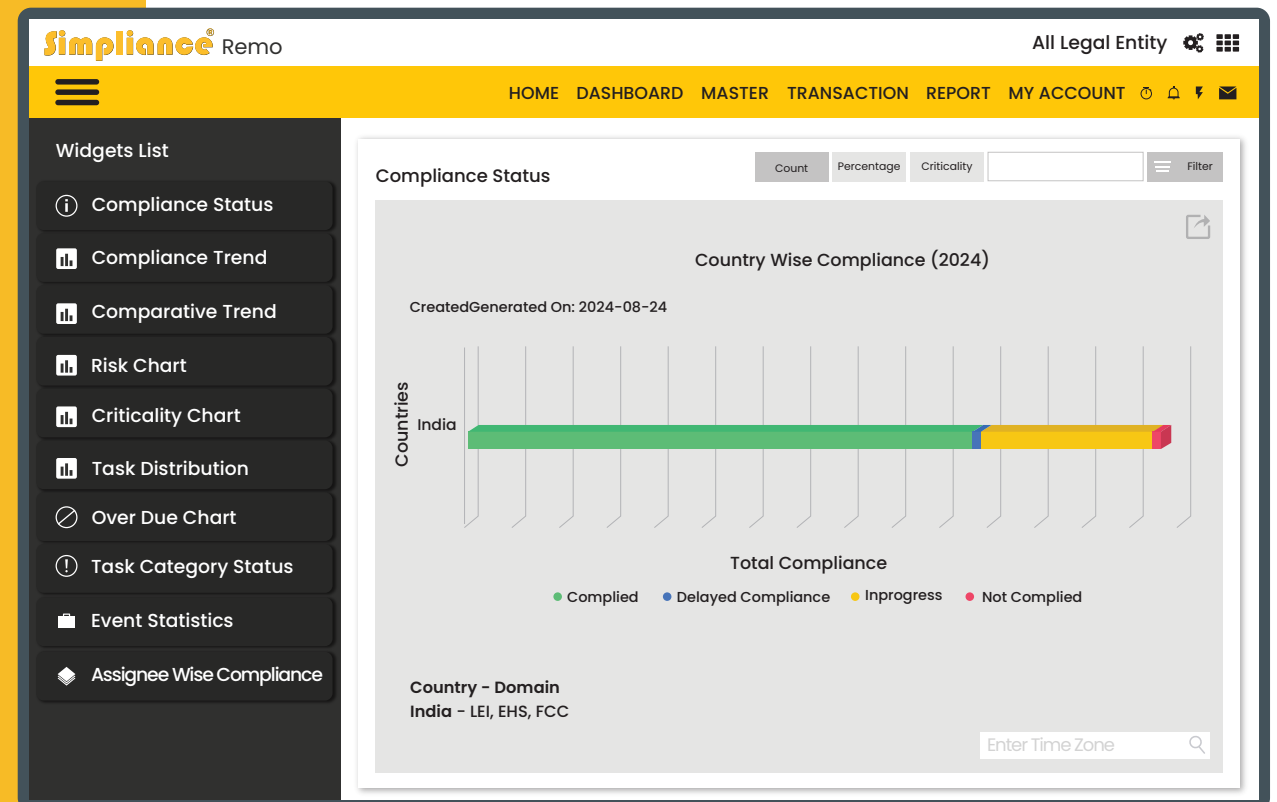 Simpliance® Remo
All Legal Entity
HOME DASHBOARD MASTER TRANSACTION REPORT MY ACCOUNT
Widgets List
Compliance Status
Compliance Trend
Comparative Trend
Risk Chart
Criticality Chart
Task Distribution
Over Due Chart
Task Category Status
Event Statistics
Assignee Wise Compliance
Compliance Status
Count
Percentage
Criticality
Filter
Country Wise Compliance (2024)
CreatedGenerated On: 2024-08-24
Countries
India
Total Compliance
Complied
Delayed Compliance
Inprogress
Not Complied
Country - Domain
India - LEI, EHS, FCC
Enter Time Zone